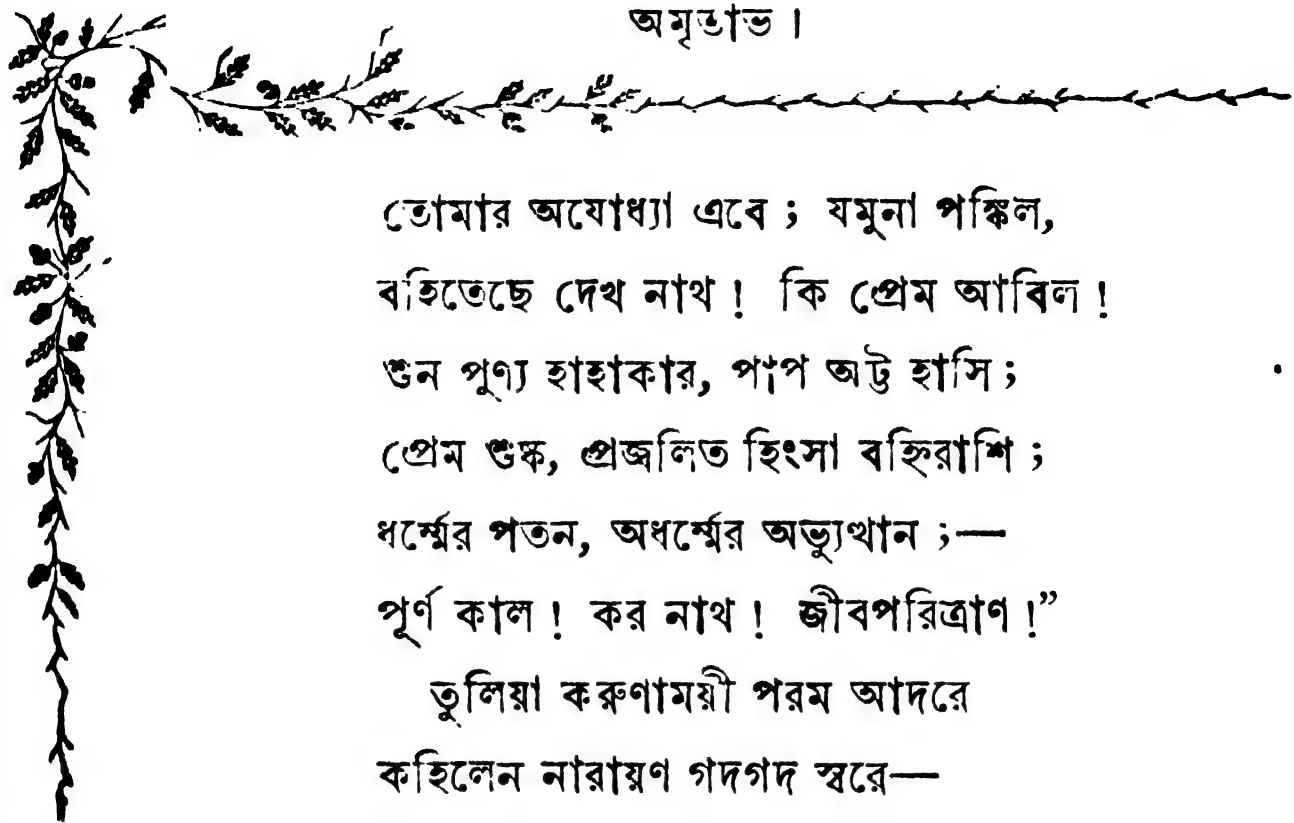 অমৃতাভ।
তোমার অযোধ্যা এবে ; যমুনা পঙ্কিল,
বহিতেছে দেখ নাথ ! কি প্রেম আবিল !
শুন পুণ্য হাহাকার, পাপ অট্ট হাসি ;
প্রেম শুষ্ক, প্রজ্বলিত হিংসা বহ্নিরাশি ;
ধর্ম্মের পতন, অধর্ম্মের অভ্যুত্থান ;—
পূর্ণ কাল ! কর নাথ ! জীবপরিত্রাণ !”
তুলিয়া করুণাময়ী পরম আদরে
কহিলেন নারায়ণ গদগদ স্বরে—